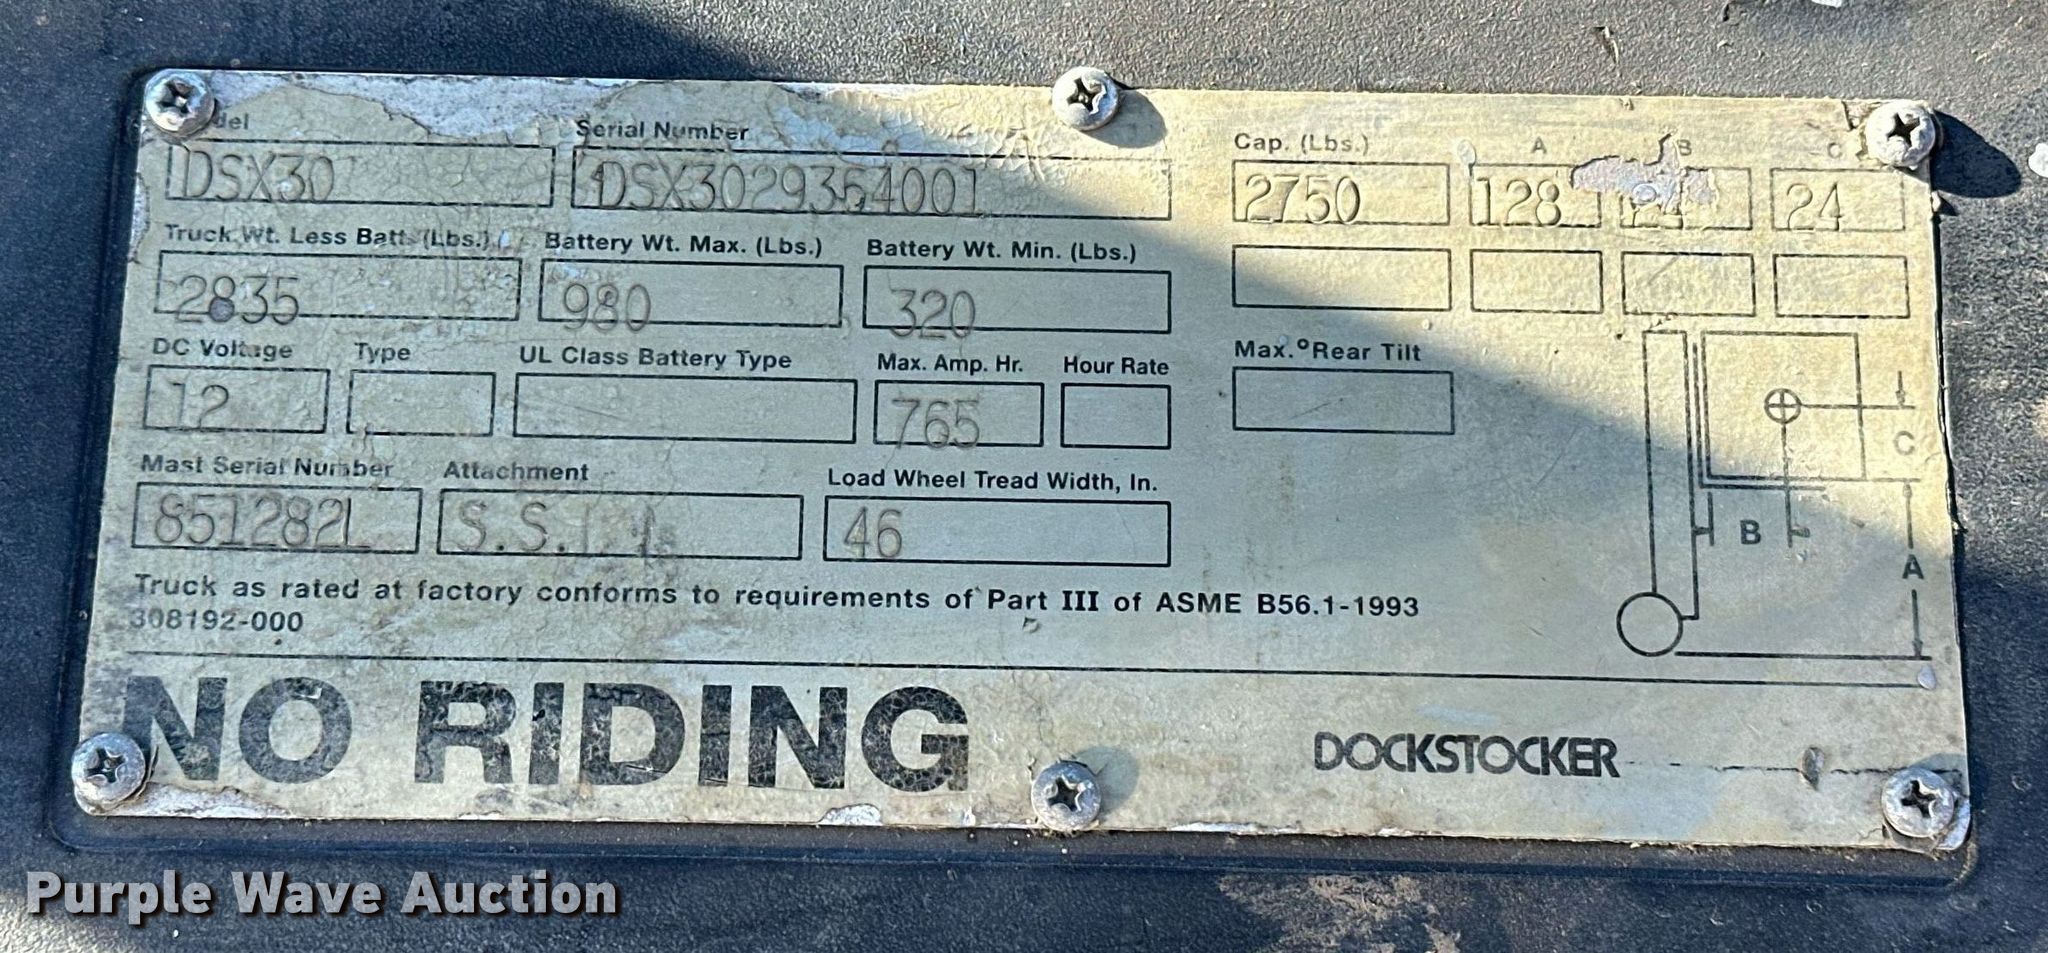 Model Serial Number Cap. (Lbs.) A B C
DSX30 DSX3029364001 2750 128 24 24
Truck Wt. Less Batt. (Lbs.) Battery Wt. Max. (Lbs.) Battery Wt. Min. (Lbs.)
2835 980 320
DC Voltage Type UL Class Battery Type Max. Amp. Hr. Hour Rate Max.° Rear Tilt
12 765
C
Mast Serial Number Attachment Load Wheel Tread Width, In.
851282L S.S. 46
B
A
Truck as rated at factory conforms to requirements of Part III of ASME B56.1-1993
308192-000
NO RIDING
DOCKSTOCKER
Purple Wave Auction